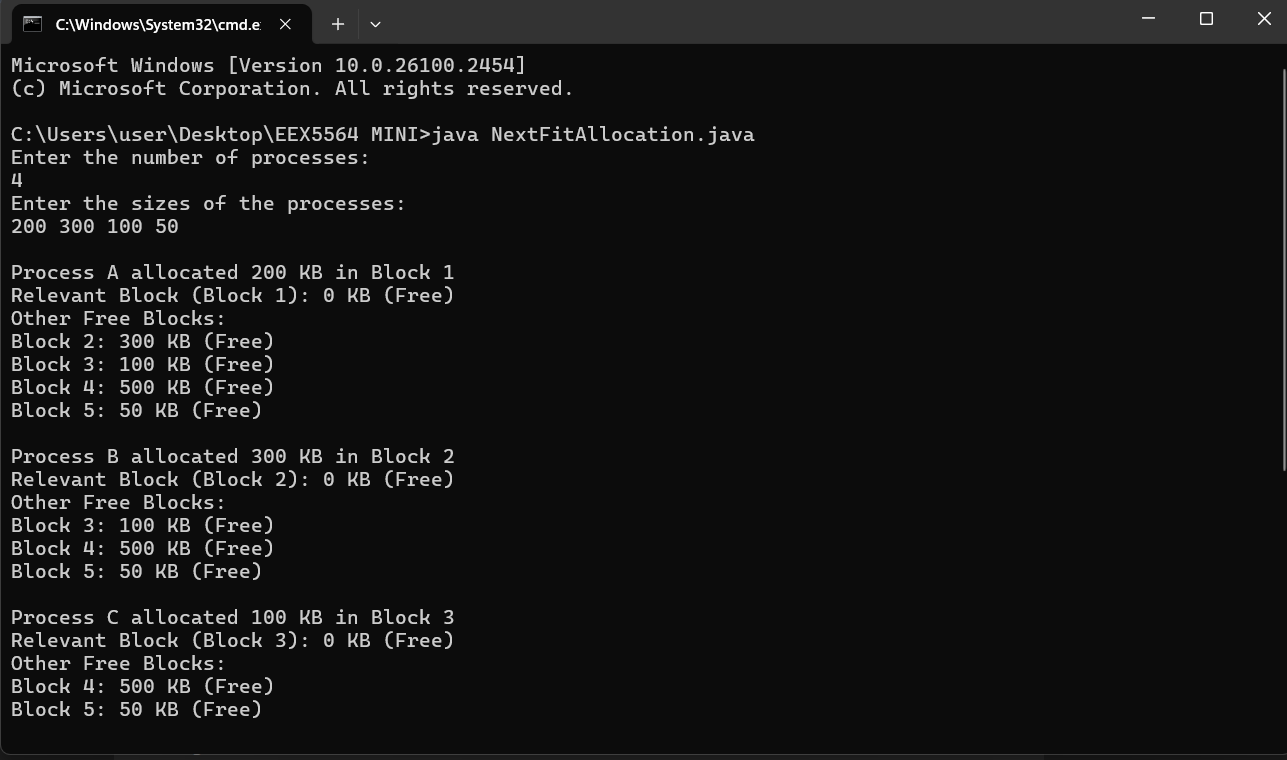 C:\Windows\System32\cmd.e
Microsoft Windows [Version 10.0.26100.2454]
(c) Microsoft Corporation. All rights reserved.
C:\Users\user\Desktop\EEX5564 MINI>java NextFitAllocation.java
Enter the number of processes:
4
Enter the sizes of the processes:
200 300 100 50
Process A allocated 200 KB in Block 1
Relevant Block (Block 1): 0 KB (Free)
Other Free Blocks:
Block 2: 300 KB (Free)
Block 3: 100 KB (Free)
Block 4: 500 KB (Free)
Block 5: 50 KB (Free)
Process B allocated 300 KB in Block 2
Relevant Block (Block 2): 0 KB (Free)
Other Free Blocks:
Block 3: 100 KB (Free)
Block 4: 500 KB (Free)
Block 5: 50 KB (Free)
Process C allocated 100 KB in Block 3
Relevant Block (Block 3): 0 KB (Free)
Other Free Blocks:
Block 4: 500 KB (Free)
Block 5: 50 KB (Free)